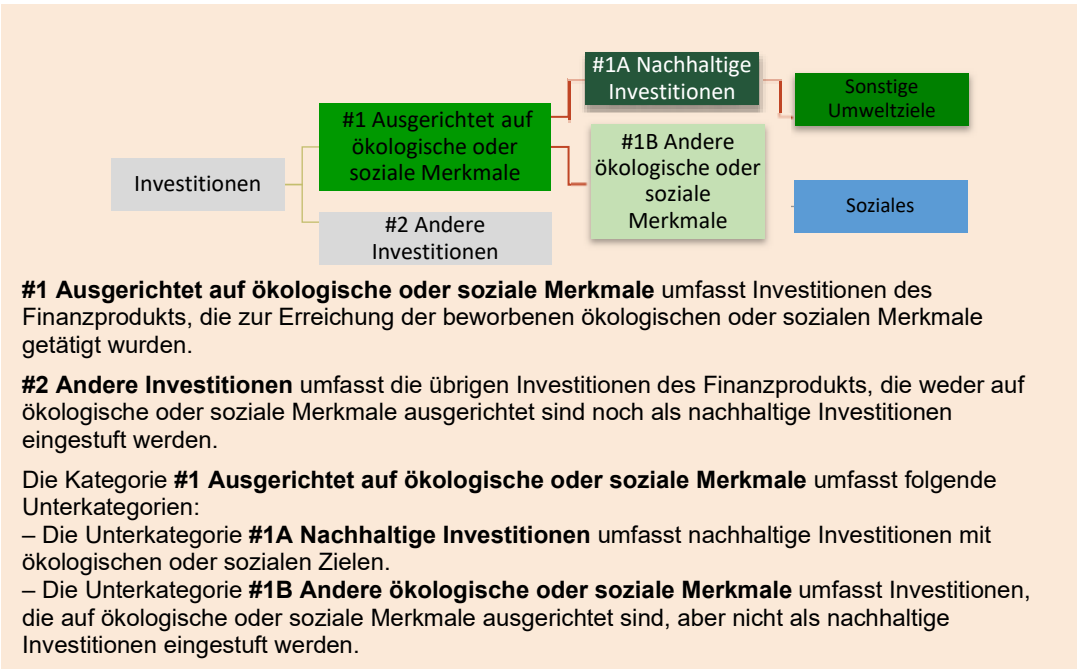 #1A Nachhaltige
Investitionen
Sonstige
Umweltziele
#1 Ausgerichtet auf
ökologische oder
soziale Merkmale
#1B Andere
ökologische oder
soziale
Merkmale
Investitionen
Soziales
#2 Andere
Investitionen
#1 Ausgerichtet auf ökologische oder soziale Merkmale umfasst Investitionen des
Finanzprodukts, die zur Erreichung der beworbenen ökologischen oder sozialen Merkmale
getätigt wurden.
#2 Andere Investitionen umfasst die übrigen Investitionen des Finanzprodukts, die weder auf
ökologische oder soziale Merkmale ausgerichtet sind noch als nachhaltige Investitionen
eingestuft werden.
Die Kategorie #1 Ausgerichtet auf ökologische oder soziale Merkmale umfasst folgende
Unterkategorien:
– Die Unterkategorie #1A Nachhaltige Investitionen umfasst nachhaltige Investitionen mit
ökologischen oder sozialen Zielen.
– Die Unterkategorie #1B Andere ökologische oder soziale Merkmale umfasst Investitionen,
die auf ökologische oder soziale Merkmale ausgerichtet sind, aber nicht als nachhaltige
Investitionen eingestuft werden.